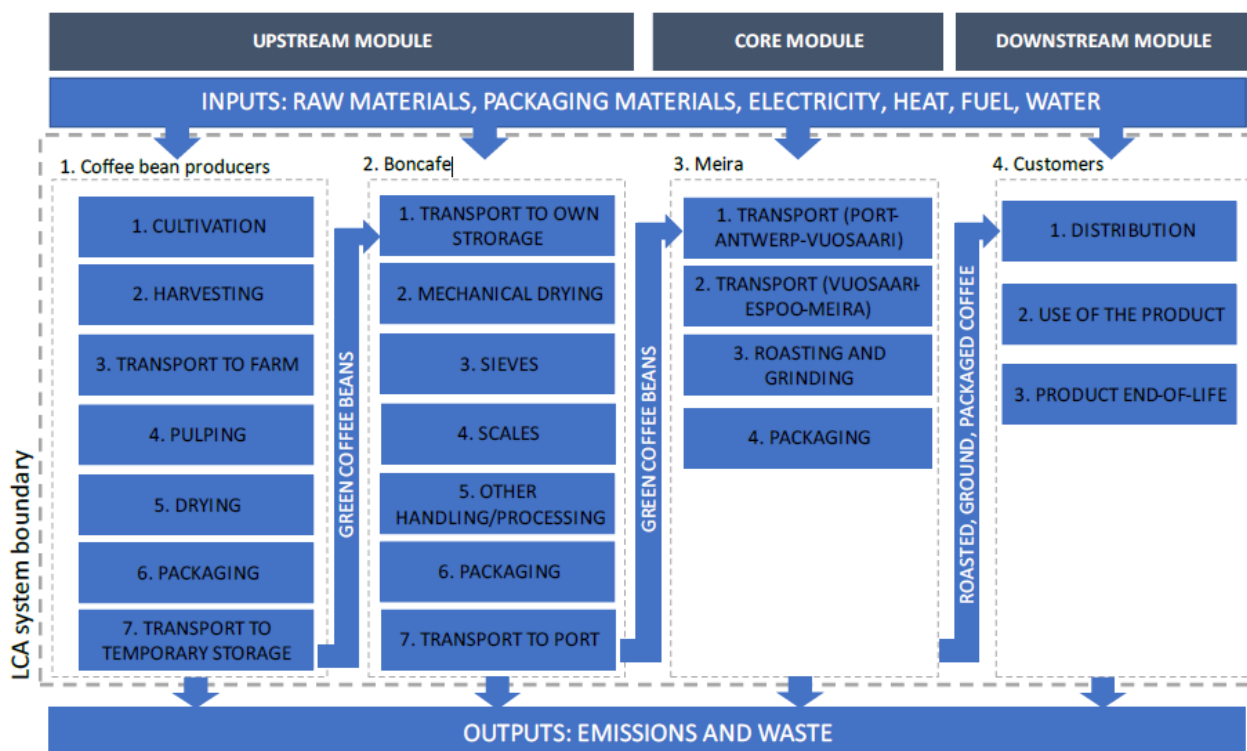 UPSTREAM MODULE
CORE MODULE
DOWNSTREAM MODULE
INPUTS: RAW MATERIALS, PACKAGING MATERIALS, ELECTRICITY, HEAT, FUEL, WATER
LCA system boundary
1. Coffee bean producers
1. CULTIVATION
2. HARVESTING
3. TRANSPORT TO FARM
4. PULPING
5. DRYING
6. PACKAGING
7. TRANSPORT TO
TEMPORARY STORAGE
GREEN COFFEE BEANS
2. Boncafe
1. TRANSPORT TO OWN
STRORAGE
2. MECHANICAL DRYING
3. SIEVES
4. SCALES
5. OTHER
HANDLING/PROCESSING
6. PACKAGING
7. TRANSPORT TO PORT
GREEN COFFEE BEANS
3. Meira
1. TRANSPORT (PORT-
ANTWERP-VUOSAARI)
2. TRANSPORT (VUOSAARI-
ESPOO-MEIRA)
3. ROASTING AND
GRINDING
4. PACKAGING
ROASTED, GROUND, PACKAGED COFFEE
4. Customers
1. DISTRIBUTION
2. USE OF THE PRODUCT
3. PRODUCT END-OF-LIFE
OUTPUTS: EMISSIONS AND WASTE